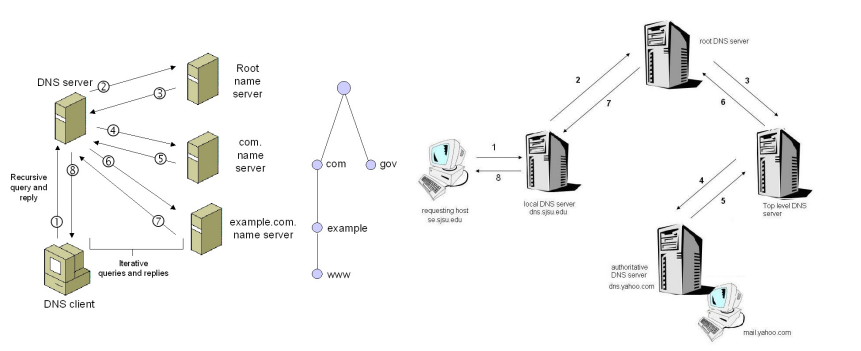 DNS server
Root
name
server
com.
name
server
example.com.
name server
Recursive
query and
reply
Iterative
queries and replies
DNS client
①
②
③
④
⑤
⑥
⑦
⑧
com
gov
example
www
root DNS server
requesting host
se.sjsu.edu
local DNS server
dns.sjsu.edu
Top level DNS
server
authoritative
DNS server
dns.yahoo.com
mail.yahoo.com
1
2
3
4
5
6
7
8